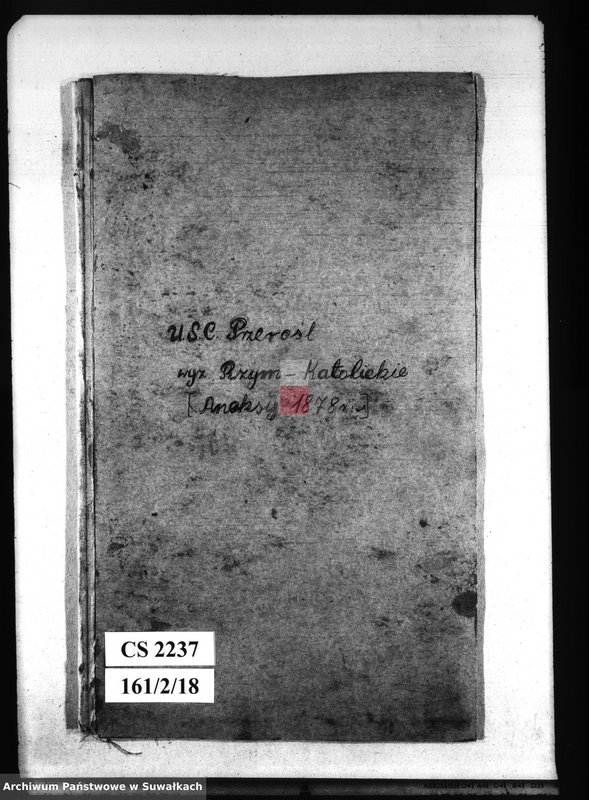 U.S.C. Przerośl
wyz Rzym-Katolickie
[Aneksy 1878 r.]
CS 2237
161/2/18
Archiwum Państwowe w Suwałkach